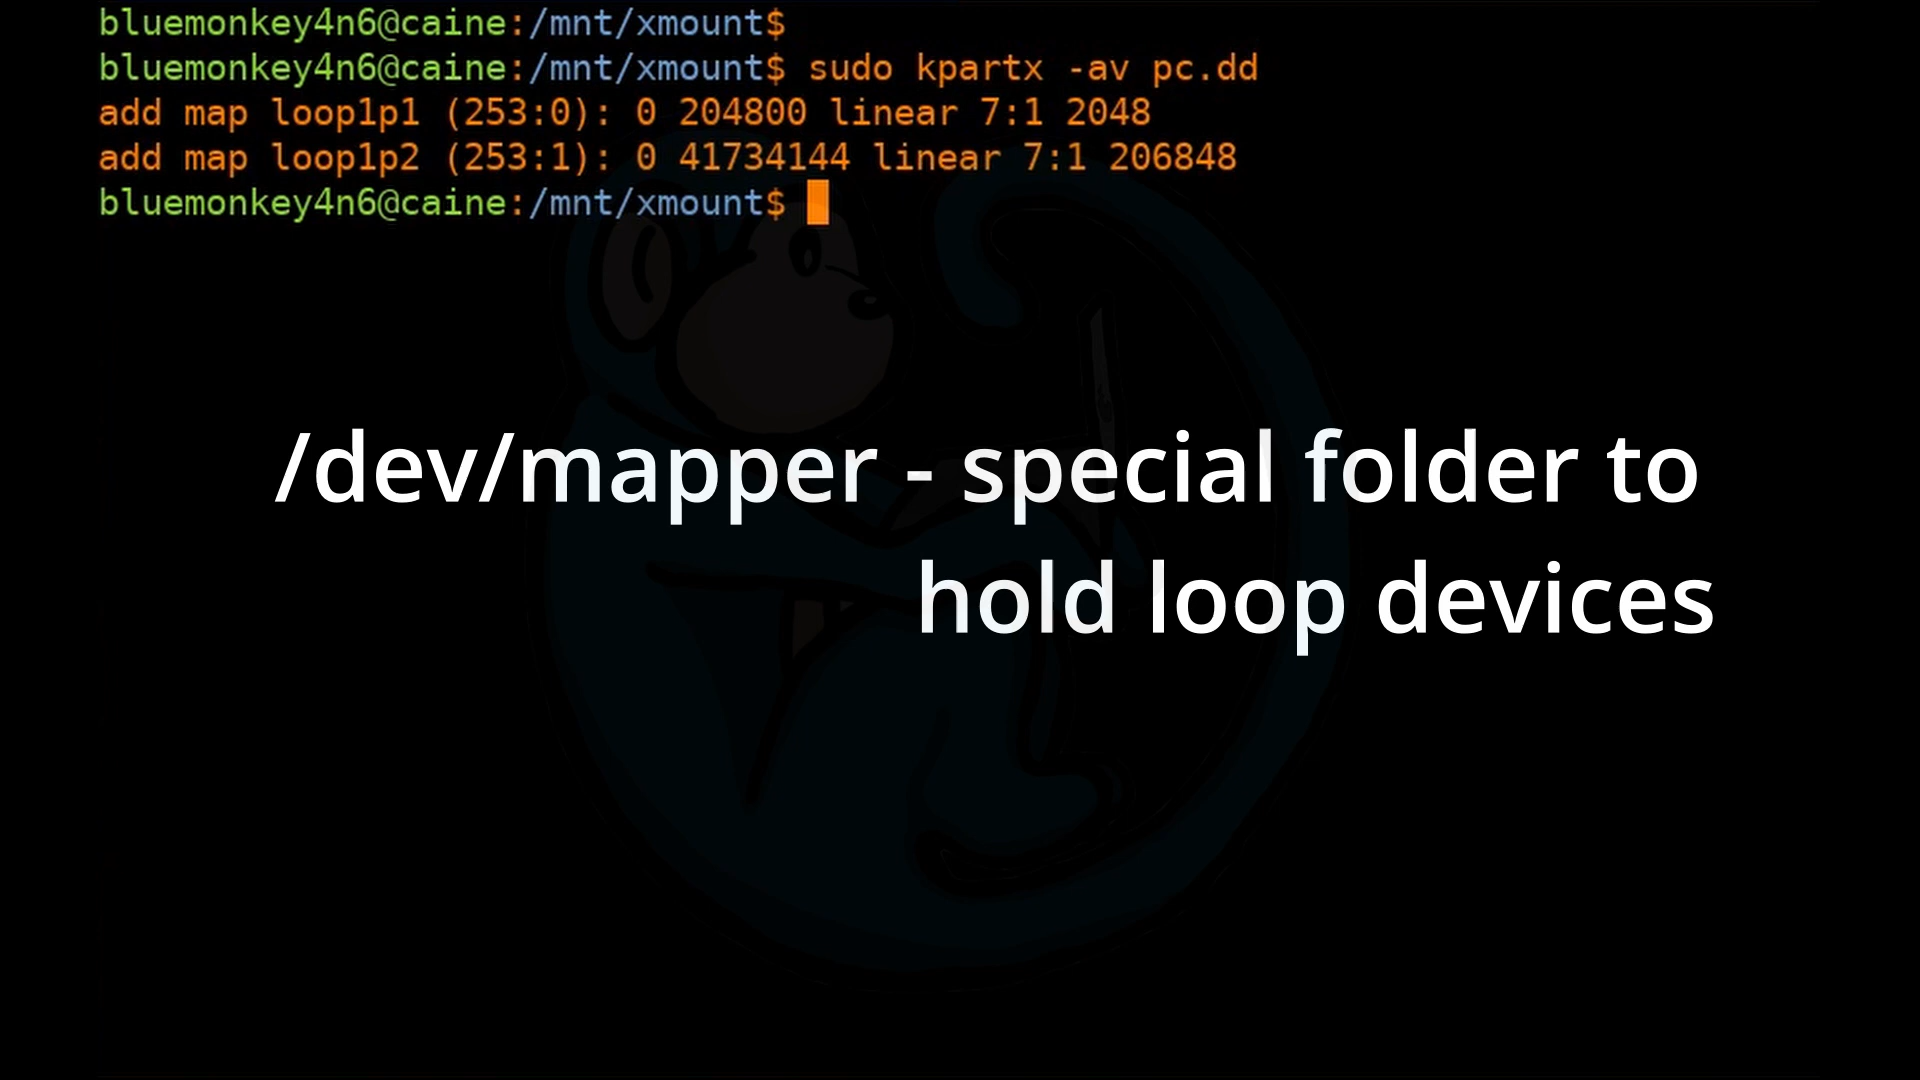 bluemonkey4n6@caine:/mnt/xmount$
bluemonkey4n6@caine:/mnt/xmount$ sudo kpartx -av pc.dd
add map loop1p1 (253:0): 0 204800 linear 7:1 2048
add map loop1p2 (253:1): 0 41734144 linear 7:1 206848
bluemonkey4n6@caine:/mnt/xmount$
/dev/mapper - special folder to
hold loop devices